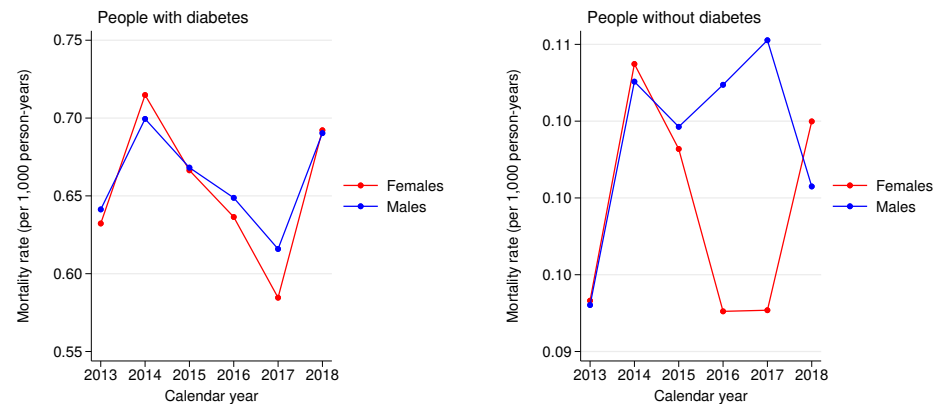 People with diabetes
Mortality rate (per 1,000 person-years)
0.75
0.70
0.65
0.60
0.55
2013 2014 2015 2016 2017 2018
Calendar year
Females
Males
People without diabetes
Mortality rate (per 1,000 person-years)
0.11
0.10
0.10
0.10
0.09
2013 2014 2015 2016 2017 2018
Calendar year
Females
Males